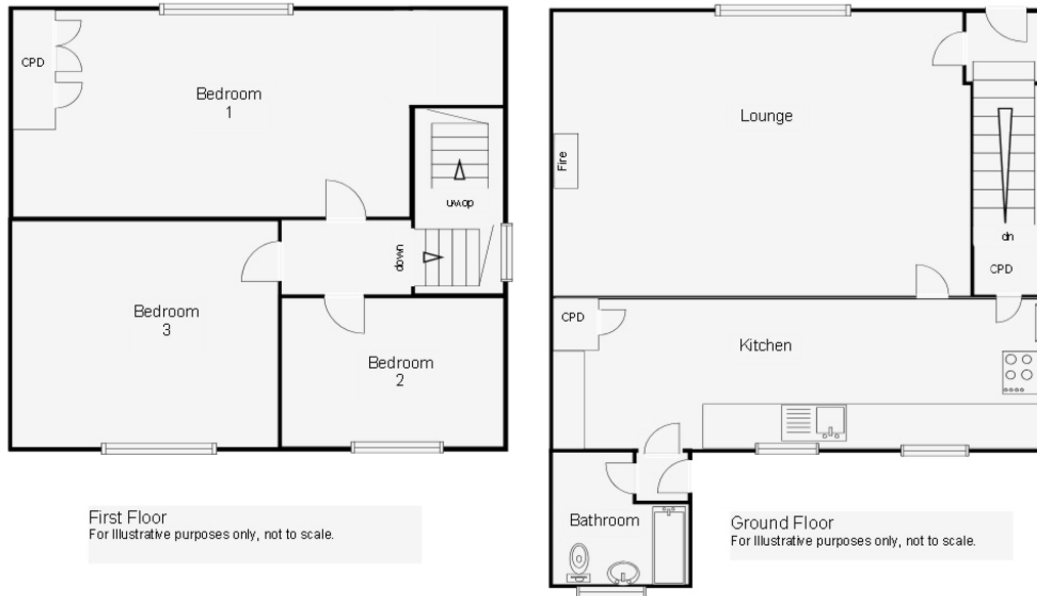 CPD
Bedroom
1
down
down
Bedroom
3
Bedroom
2
First Floor
For Illustrative purposes only, not to scale.
Lounge
Fire
up
CPD
CPD
Kitchen
Bathroom
Ground Floor
For Illustrative purposes only, not to scale.